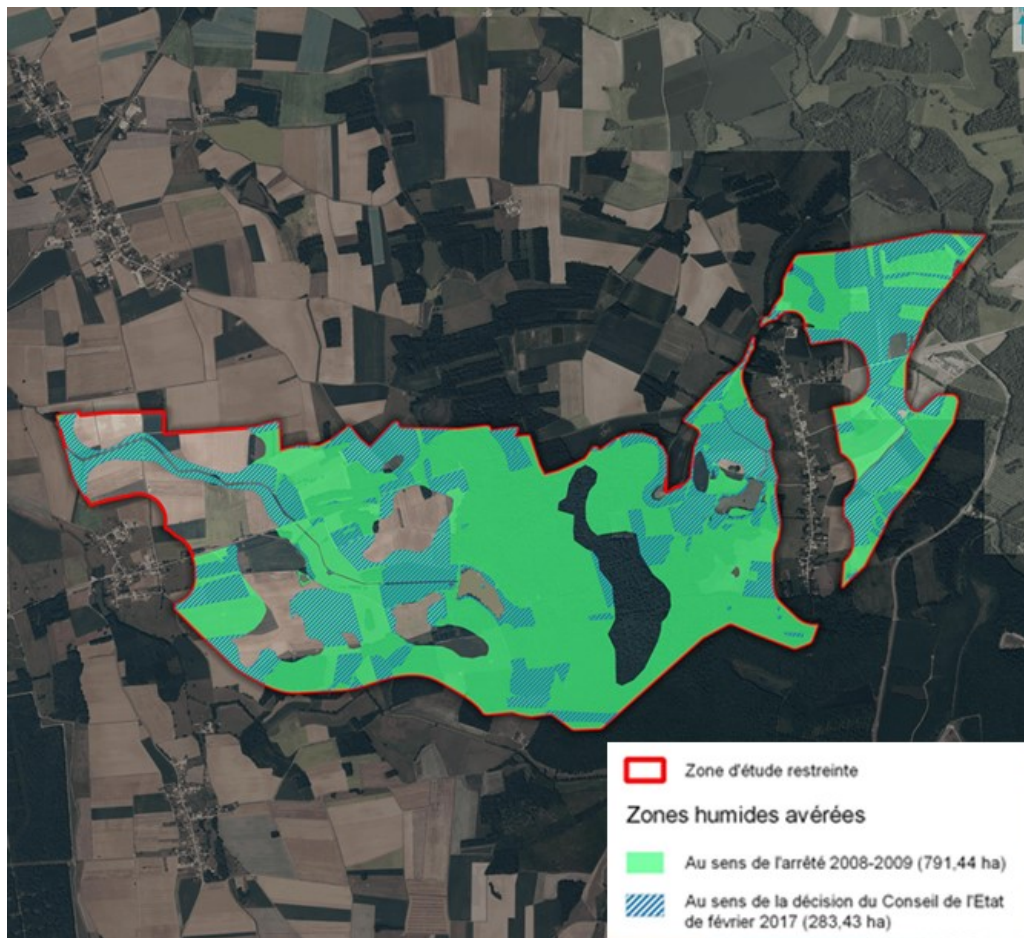 Zone d'étude restreinte
Zones humides avérées
Au sens de l'arrêté 2008-2009 (791,44 ha)
Au sens de la décision du Conseil de l'Etat
de février 2017 (283,43 ha)